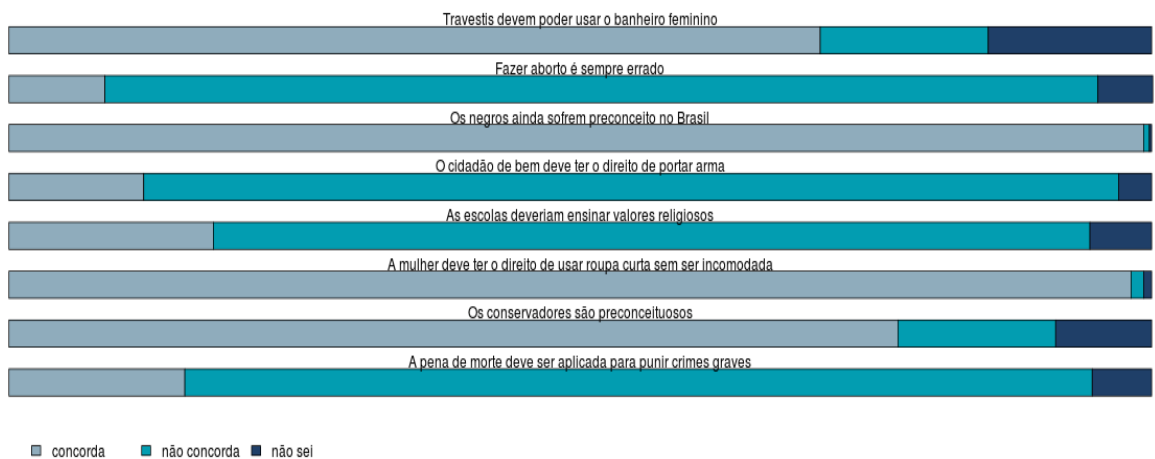 Travestis devem poder usar o banheiro feminino
Fazer aborto é sempre errado
Os negros ainda sofrem preconceito no Brasil
O cidadão de bem deve ter o direito de portar arma
As escolas deveriam ensinar valores religiosos
A mulher deve ter o direito de usar roupa curta sem ser incomodada
Os conservadores são preconceituosos
A pena de morte deve ser aplicada para punir crimes graves
concorda não concorda não sei